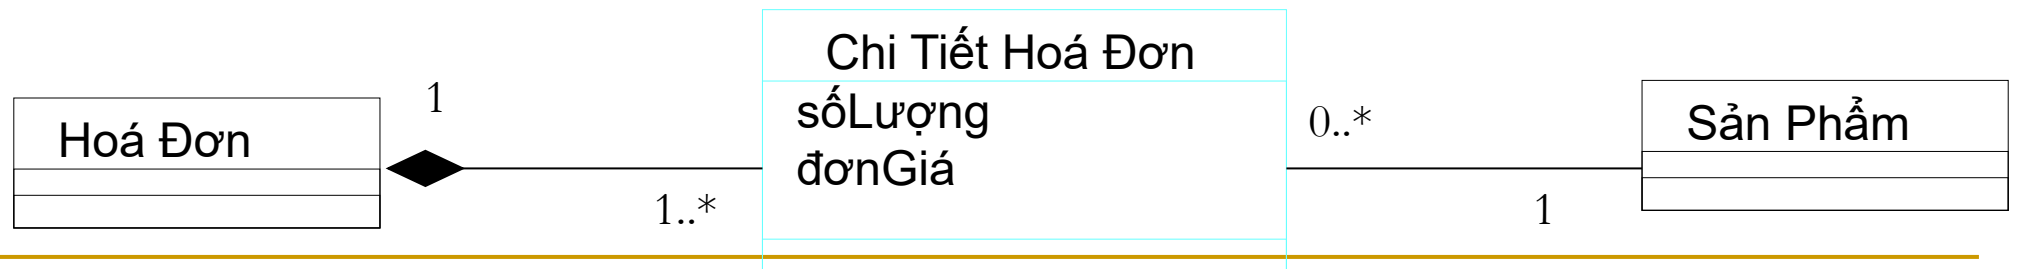 Hoá Đơn
1
1..*
Chi Tiết Hoá Đơn
sốLượng
đơnGiá
0..*
1
Sản Phẩm